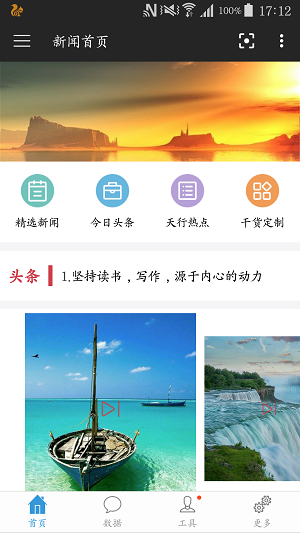 100% 17:12
新闻首页
精选新闻 今日头条 天行热点 干货定制
头条 1.坚持读书，写作，源于内心的动力
首页 数据 工具 更多